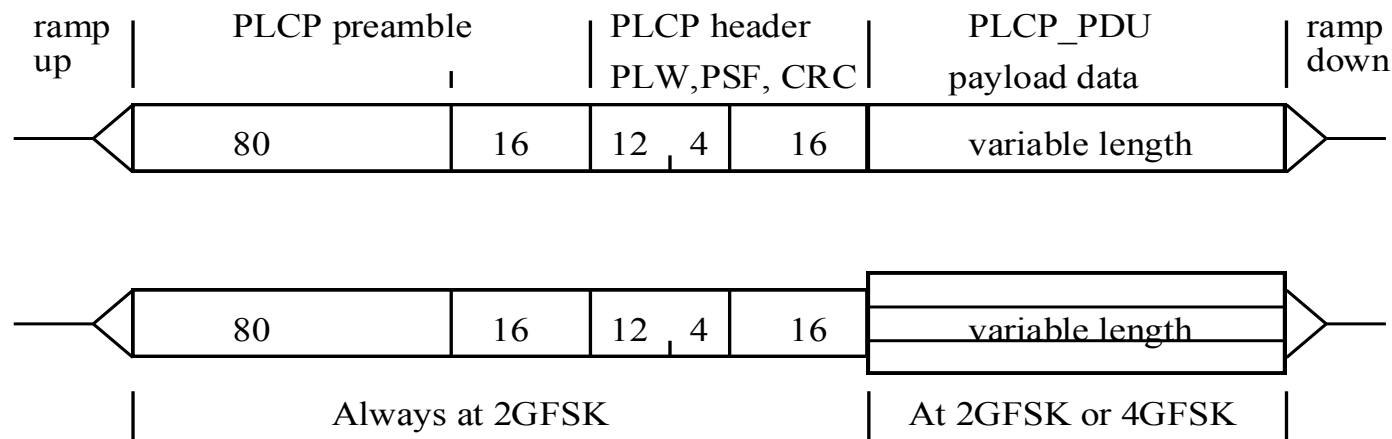 ramp up PLCP preamble PLCP header PLCP_PDU ramp down
PLW,PSF, CRC payload data
80 16 12 4 16 variable length
80 16 12 4 16 variable length
Always at 2GFSK At 2GFSK or 4GFSK